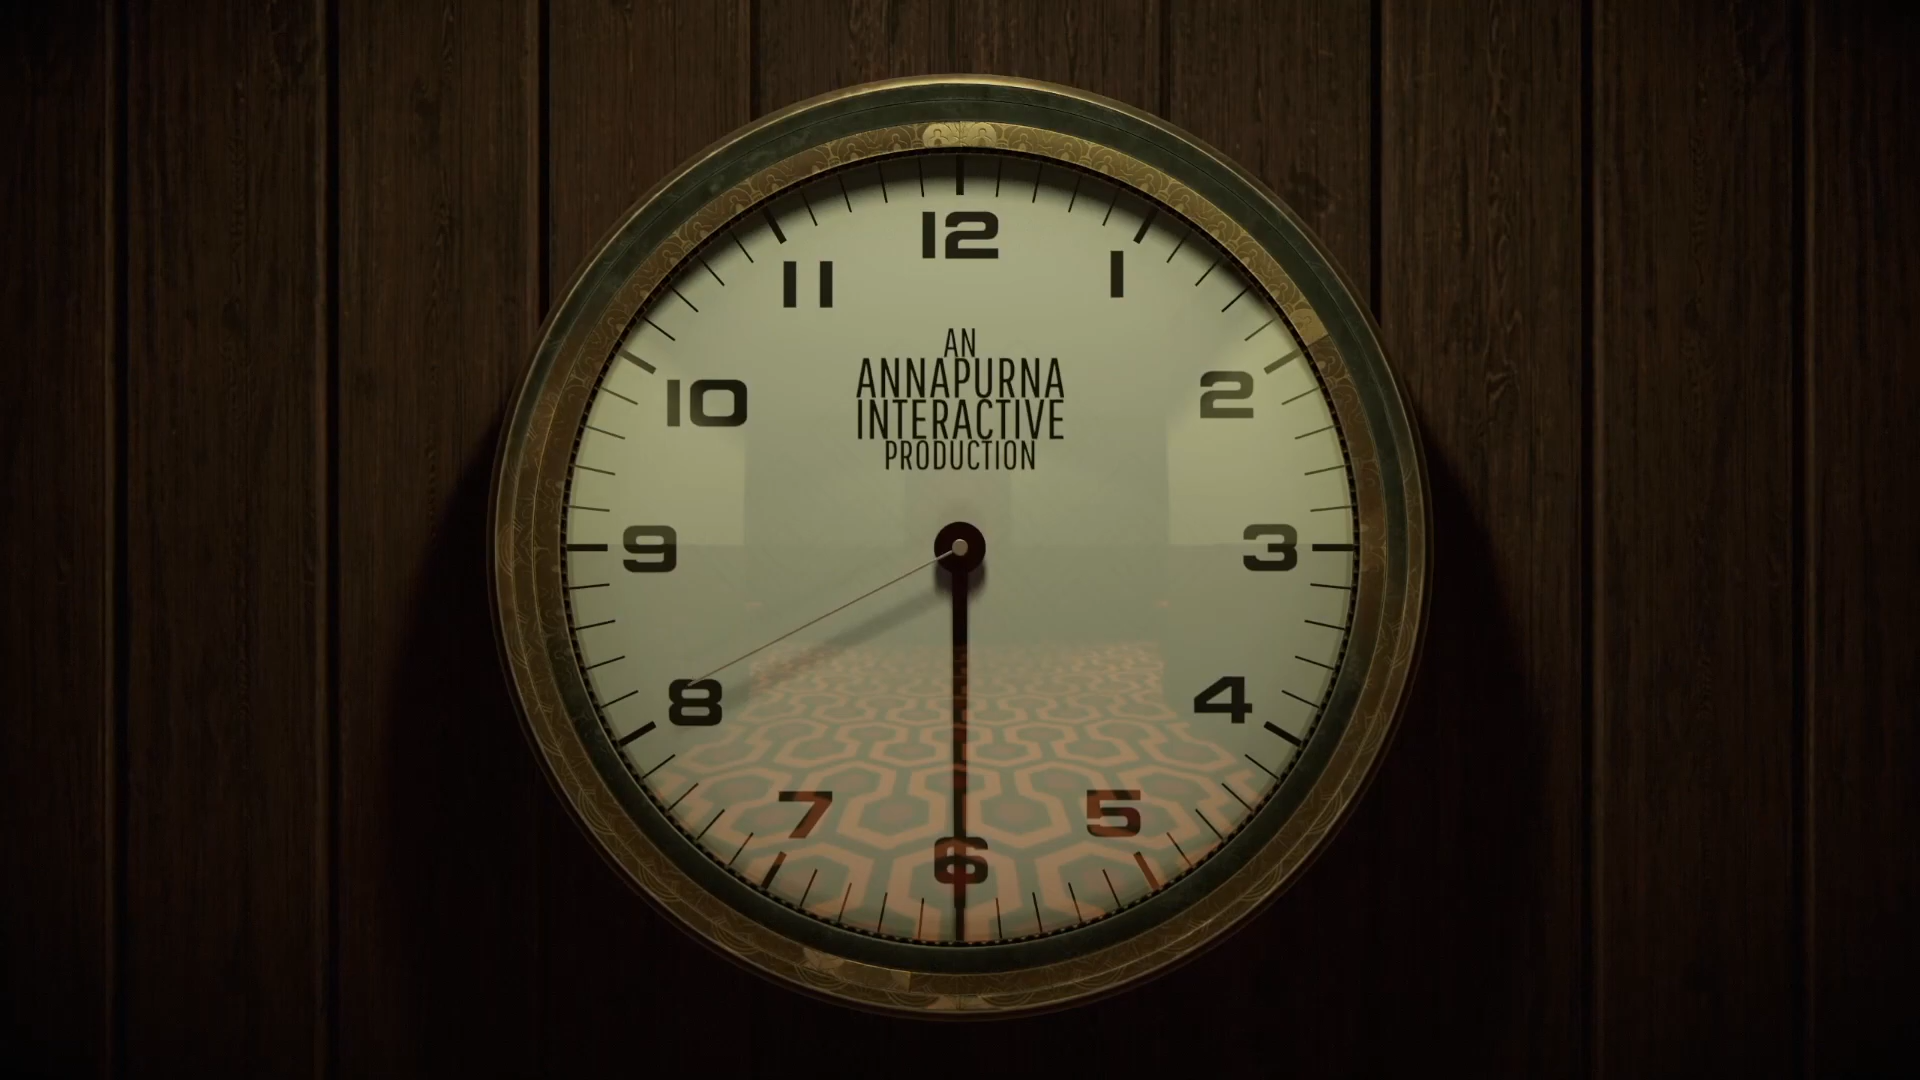 12
11 1
AN
ANNAPURNA
INTERACTIVE
PRODUCTION
10 2
9 3
8 4
7 5
6